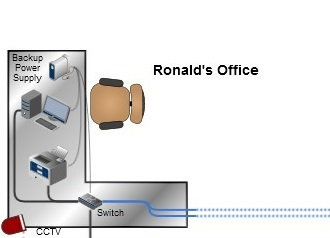 Backup
Power
Supply
Ronald's Office
Switch
CCTV